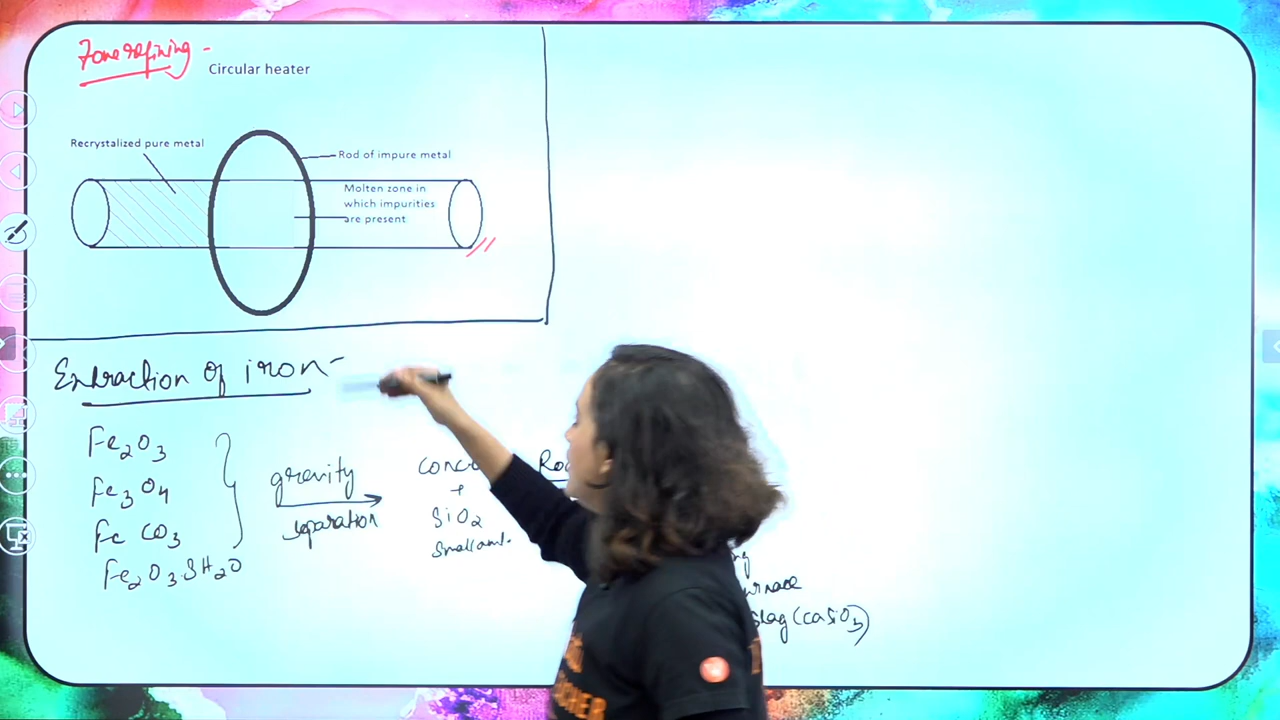 Zone refining -
Circular heater
Recrystalized pure metal
Rod of impure metal
Molten zone in
which impurities
are present
Extraction of iron -
Fe2O3
Fe3O4
FeCO3
Fe2O3.SH2O
gravity
separation
+
SiO2
Small amt.
slag (CaSiO3)